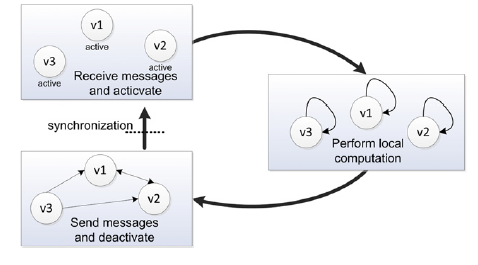 v1
active
v2
active
v3
active
Receive messages
and acticvate
v1
v3
v2
Perform local
computation
synchronization
v1
v2
v3
Send messages
and deactivate